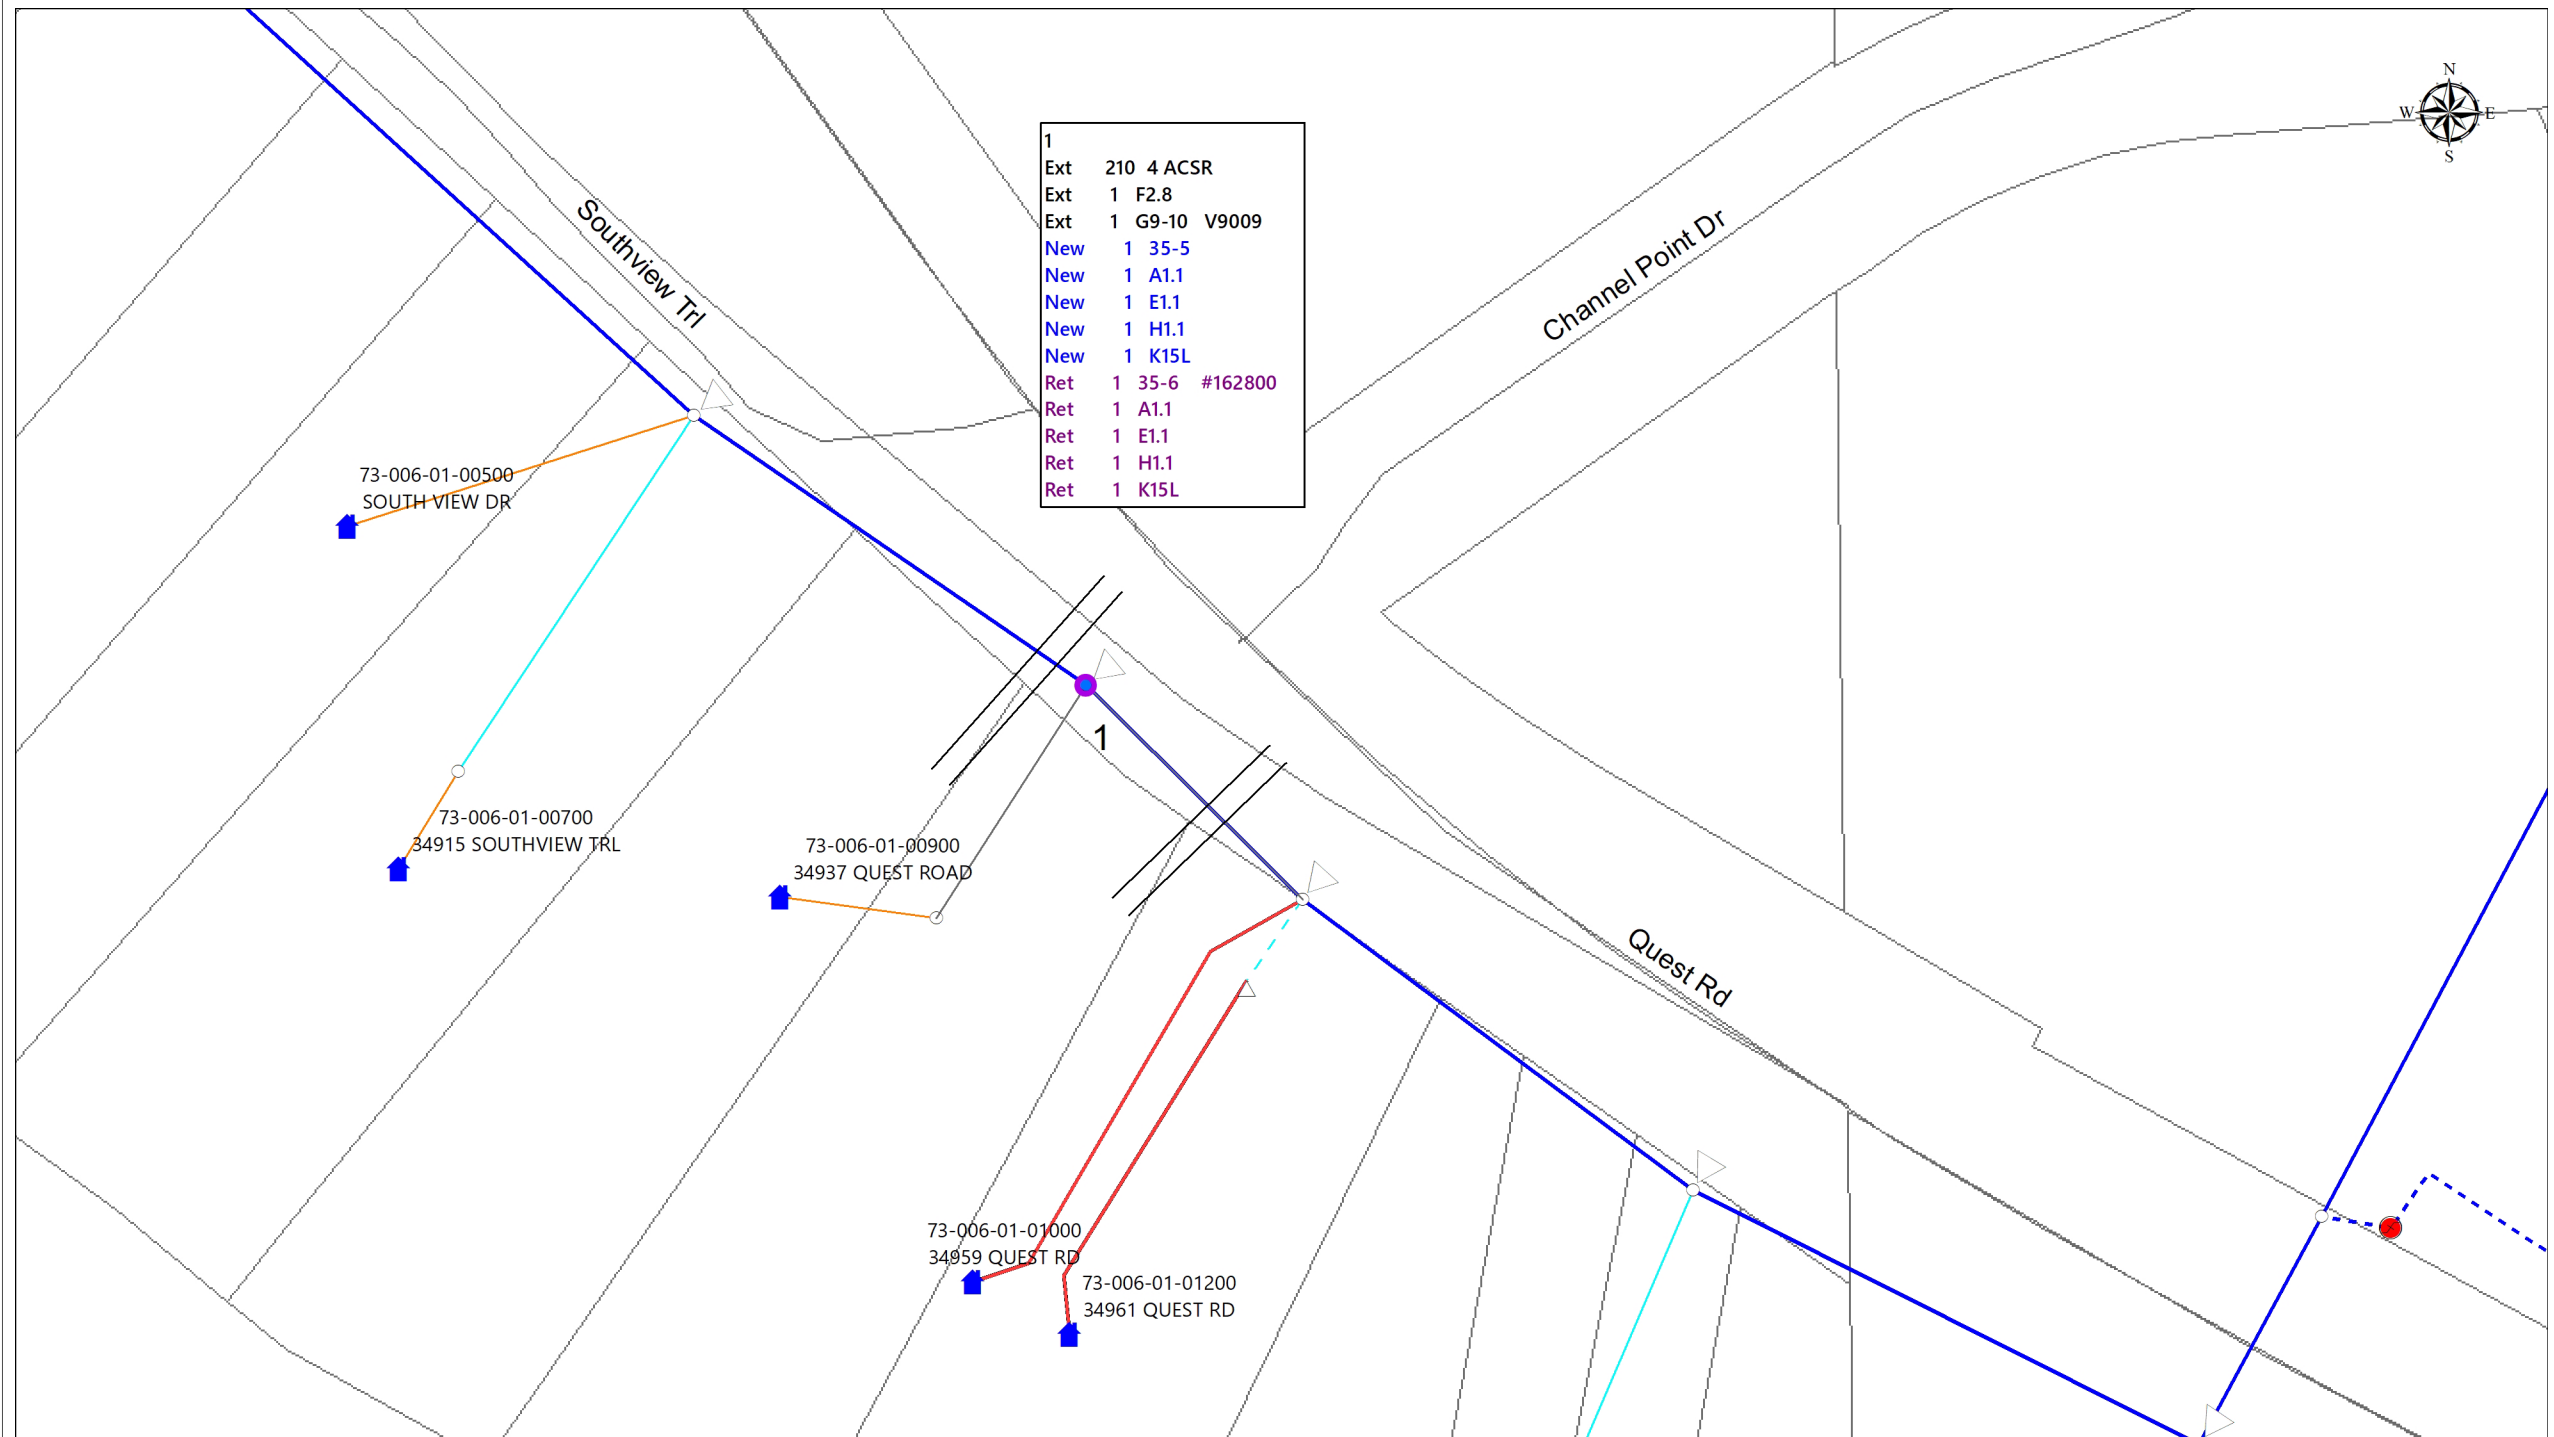 N
W E
S
1
Ext 210 4 ACSR
Ext 1 F2.8
Ext 1 G9-10 V9009
New 1 35-5
New 1 A1.1
New 1 E1.1
New 1 H1.1
New 1 K15L
Ret 1 35-6 #162800
Ret 1 A1.1
Ret 1 E1.1
Ret 1 H1.1
Ret 1 K15L
Southview Trl
Channel Point Dr
73-006-01-00500
SOUTH VIEW DR
1
73-006-01-00700
34915 SOUTHVIEW TRL
73-006-01-00900
34937 QUEST ROAD
Quest Rd
73-006-01-01000
34959 QUEST RD
73-006-01-01200
34961 QUEST RD